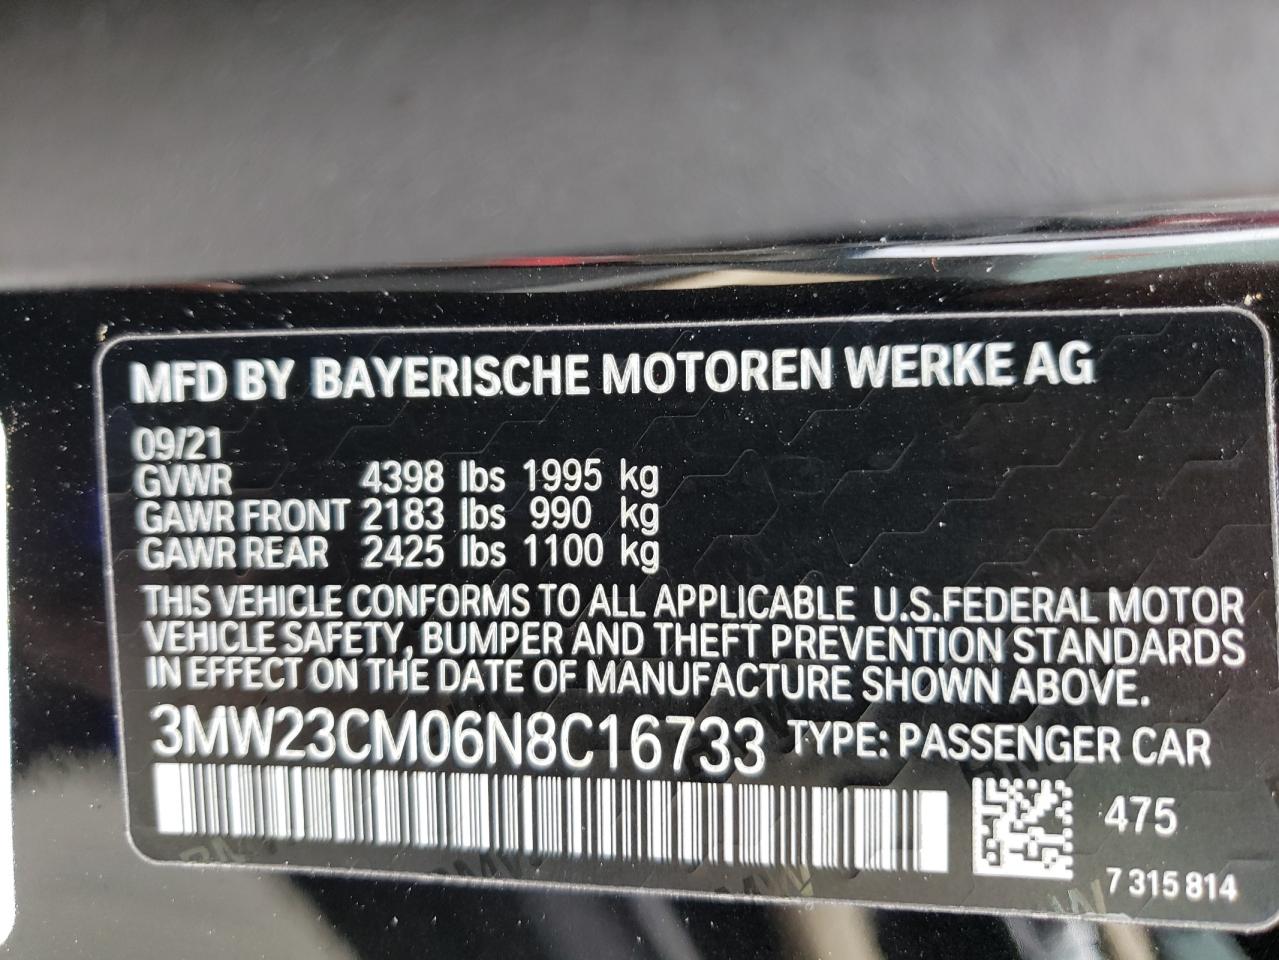 MFD BY BAYERISCHE MOTOREN WERKE AG
09/21
GVWR 4398 lbs 1995 kg
GAWR FRONT 2183 lbs 990 kg
GAWR REAR 2425 lbs 1100 kg
THIS VEHICLE CONFORMS TO ALL APPLICABLE U.S.FEDERAL MOTOR
VEHICLE SAFETY, BUMPER AND THEFT PREVENTION STANDARDS
IN EFFECT ON THE DATE OF MANUFACTURE SHOWN ABOVE.
3MW23CM06N8C16733 TYPE: PASSENGER CAR
475
7 315 814
BMW BMW BMW